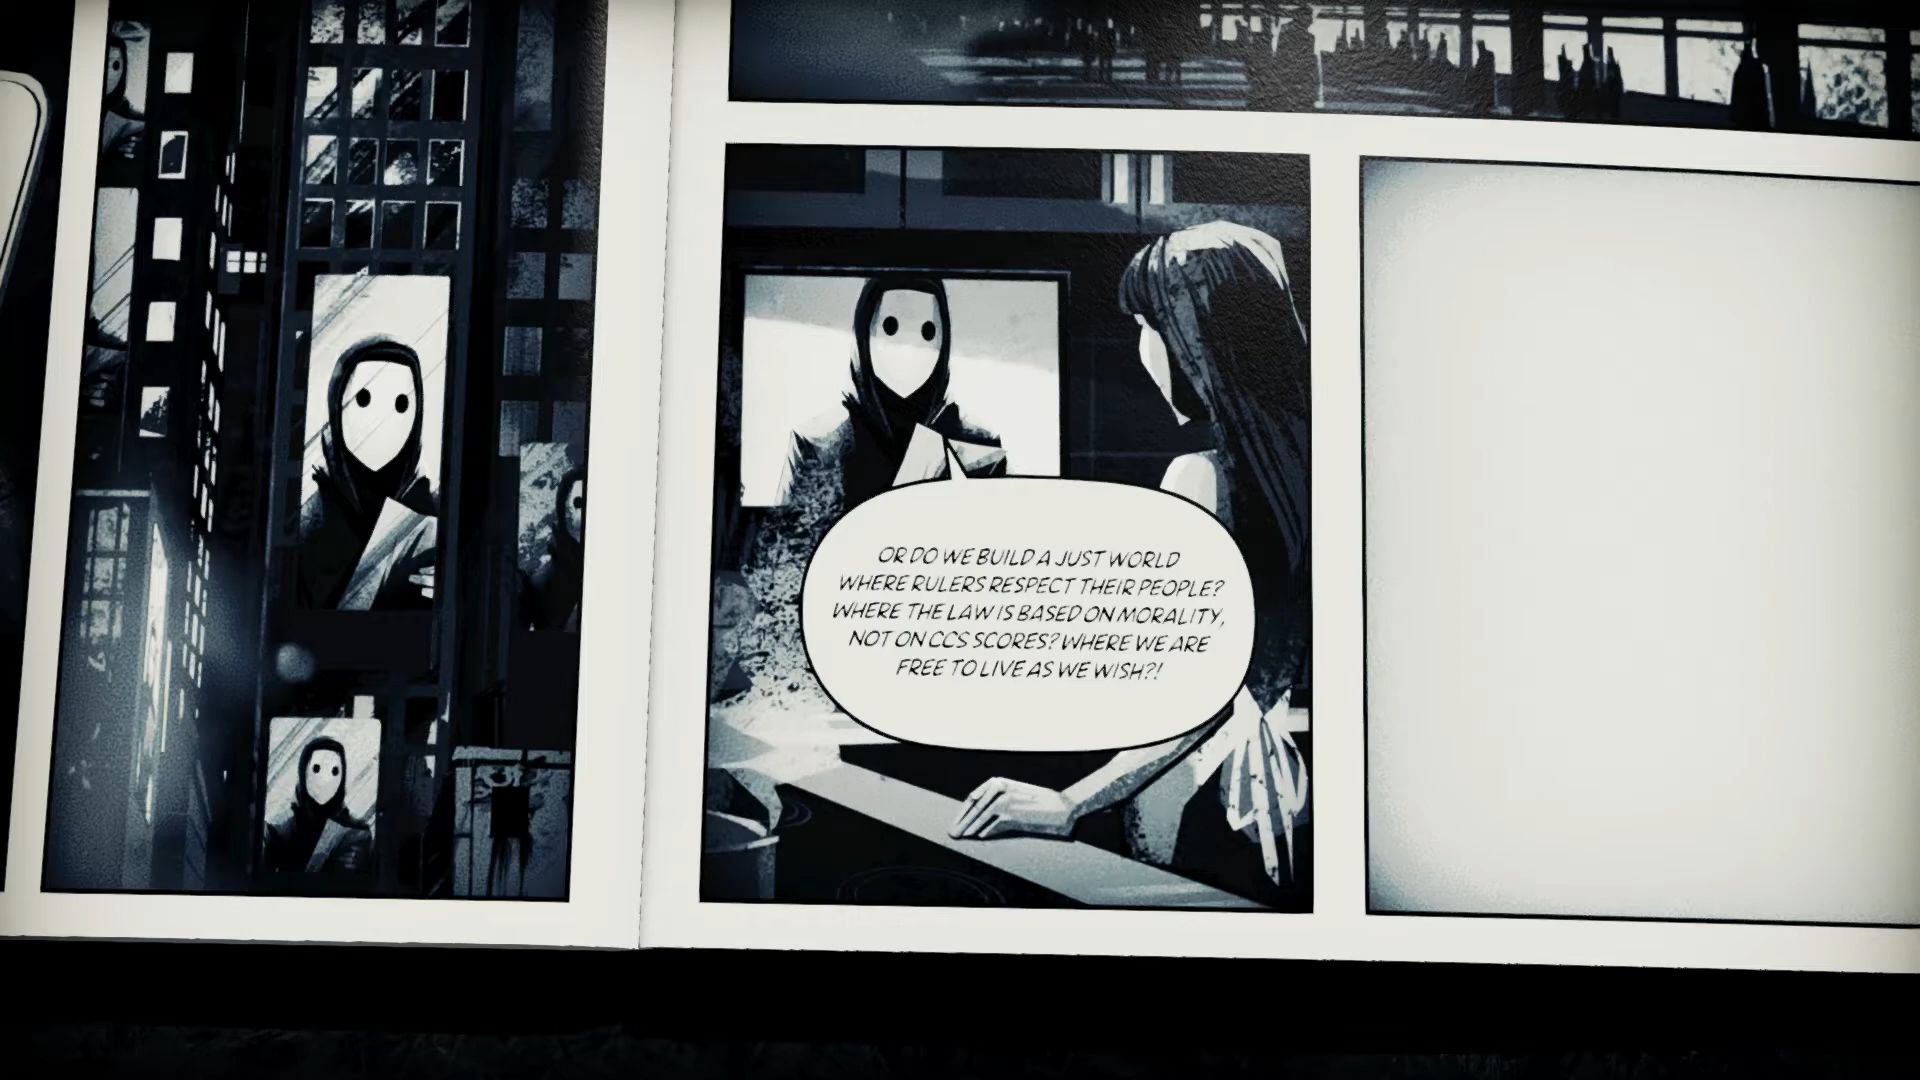 OR DO WE BUILD A JUST WORLD
WHERE RULERS RESPECT THEIR PEOPLE?
WHERE THE LAW IS BASED ON MORALITY,
NOT ON CCS SCORES? WHERE WE ARE
FREE TO LIVE AS WE WISH?!